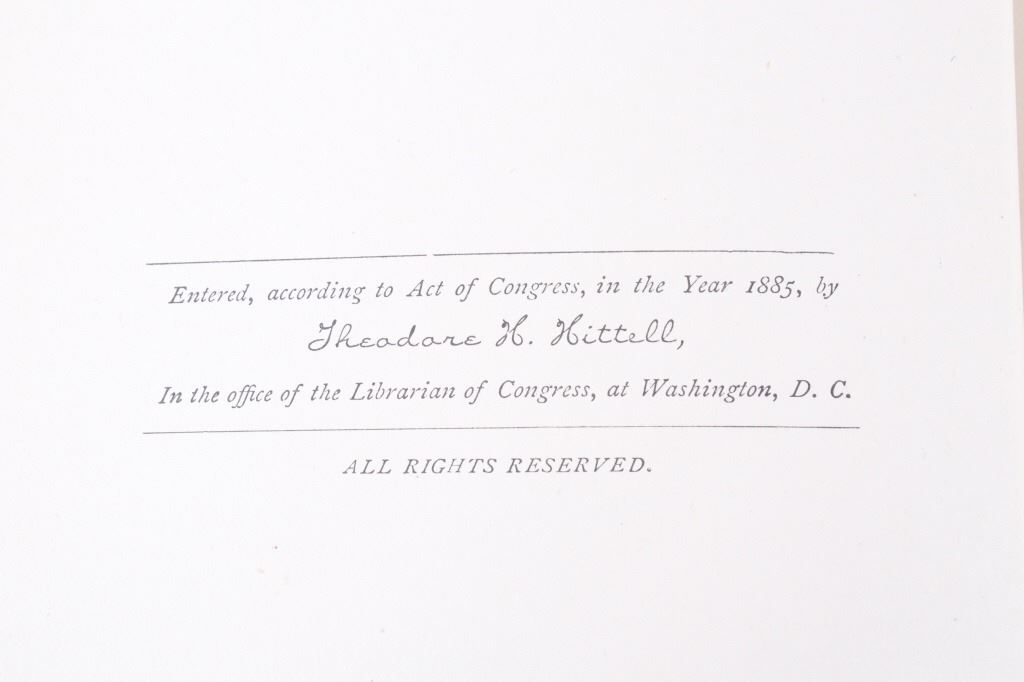 Entered, according to Act of Congress, in the Year 1885, by
Theodore H. Hittell,
In the office of the Librarian of Congress, at Washington, D. C.
ALL RIGHTS RESERVED.